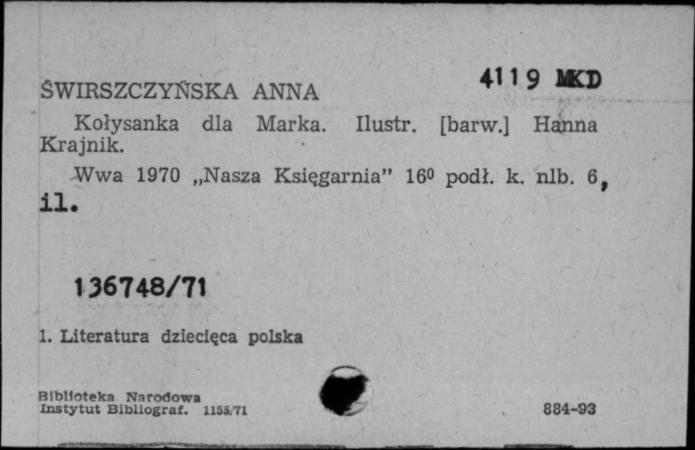 4119 MKD
ŚWIRSZCZYŃSKA ANNA
Kołysanka dla Marka. Ilustr. [barw.] Hanna
Krajnik.
Wwa 1970 „Nasza Księgarnia” 16⁰ podł. k. nlb. 6,
il.
136748/71
1. Literatura dziecięca polska
Biblioteka Narodowa
Instytut Bibliograf. 1155/71
884-93